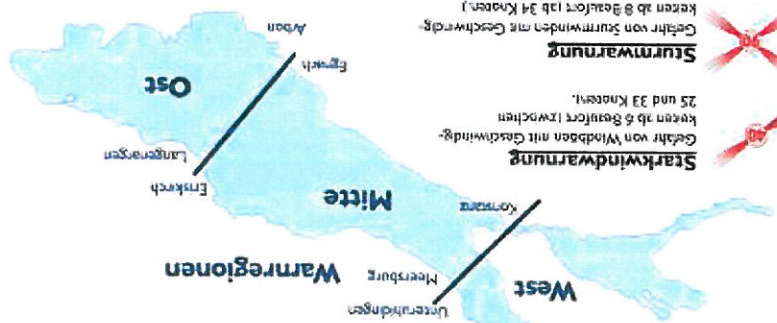 West
Unteruhldingen
Meersburg
Warnregionen
Konstanz
Mitte
Eriskirch
Langenargen
Ost
Egnach
Arbon
40
Starkwindwarnung
Gefahr von Windböen mit Geschwindig-
keiten ab 6 Beaufort (zwischen
25 und 33 Knoten).
90
Sturmwarnung
Gefahr von Sturmwinden mit Geschwindig-
keiten ab 8 Beaufort (ab 34 Knoten.)